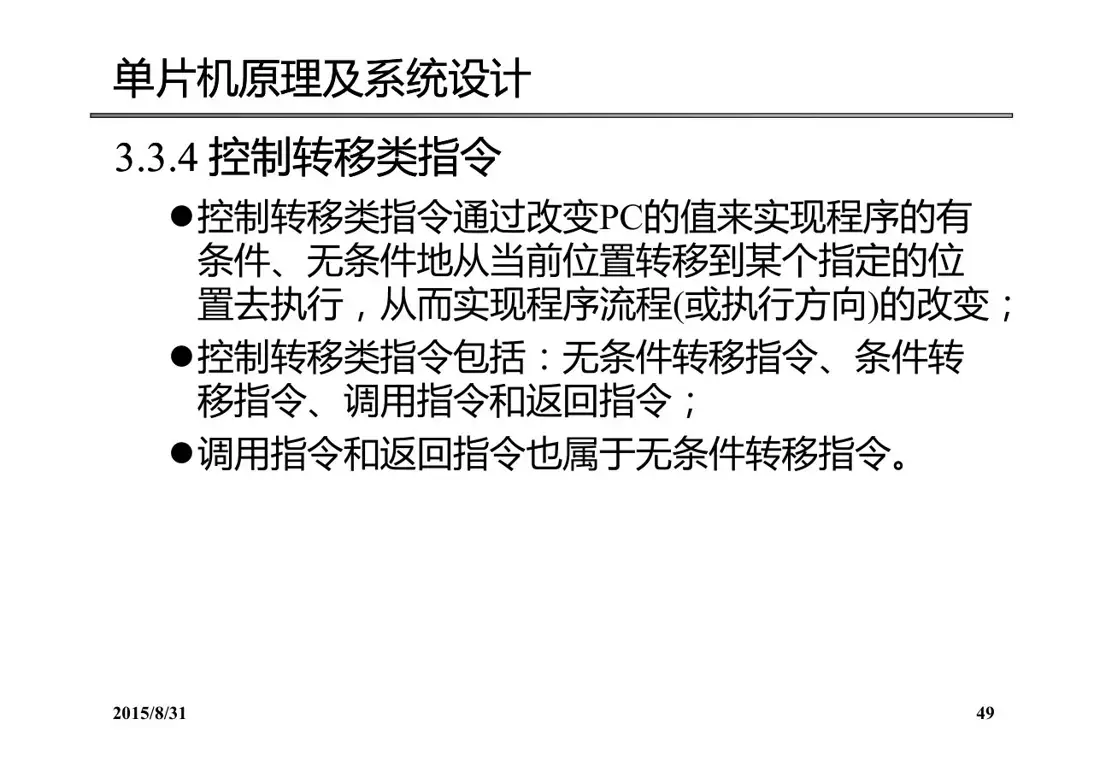 单片机原理及系统设计
3.3.4 控制转移类指令
●控制转移类指令通过改变PC的值来实现程序的有
条件、无条件地从当前位置转移到某个指定的位
置去执行，从而实现程序流程(或执行方向)的改变；
●控制转移类指令包括：无条件转移指令、条件转
移指令、调用指令和返回指令；
●调用指令和返回指令也属于无条件转移指令。
2015/8/31
49